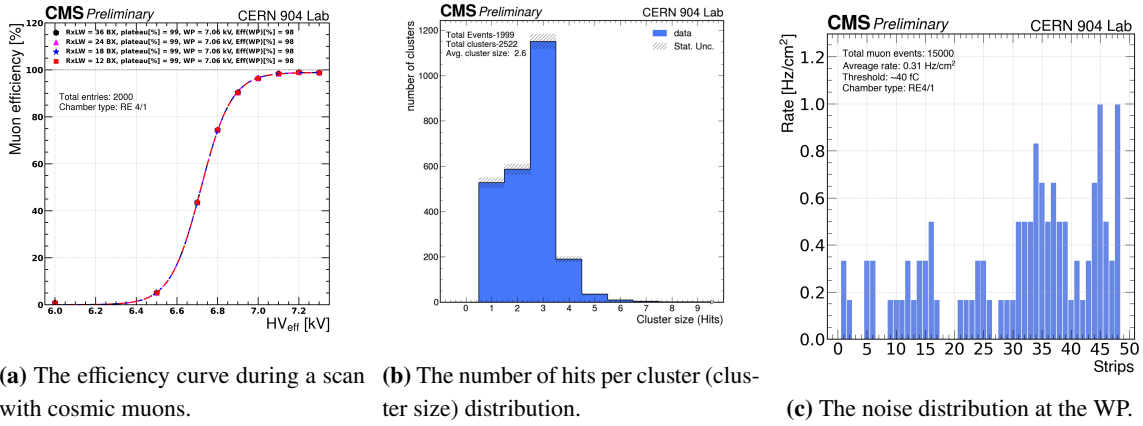 CMS Preliminary CERN 904 Lab
RxLW = 36 BX, plateau[%] = 99, WP = 7.06 kV, Eff(WP)[%] = 98
RxLW = 24 BX, plateau[%] = 99, WP = 7.06 kV, Eff(WP)[%] = 98
RxLW = 18 BX, plateau[%] = 99, WP = 7.06 kV, Eff(WP)[%] = 98
RxLW = 12 BX, plateau[%] = 99, WP = 7.06 kV, Eff(WP)[%] = 98
Total entries: 2000
Chamber type: RE 4/1
Muon efficiency [%]
120
100
80
60
40
20
0
6.0 6.2 6.4 6.6 6.8 7.0 7.2
HVeff [kV]
(a) The efficiency curve during a scan
with cosmic muons.
CMS Preliminary CERN 904 Lab
Total Events-1999
Total clusters-2522
Avg. cluster size: 2.6
data
Stat. Unc.
number of clusters
1200
1000
800
600
400
200
0
0 1 2 3 4 5 6 7 8 9
Cluster size (Hits)
(b) The number of hits per cluster (clus-
ter size) distribution.
CMS Preliminary CERN 904 Lab
Total muon events: 15000
Avreage rate: 0.31 Hz/cm²
Threshold: ~40 fC
Chamber type: RE4/1
Rate [Hz/cm²]
1.0
0.8
0.6
0.4
0.2
0.0
0 5 10 15 20 25 30 35 40 45 50
Strips
(c) The noise distribution at the WP.